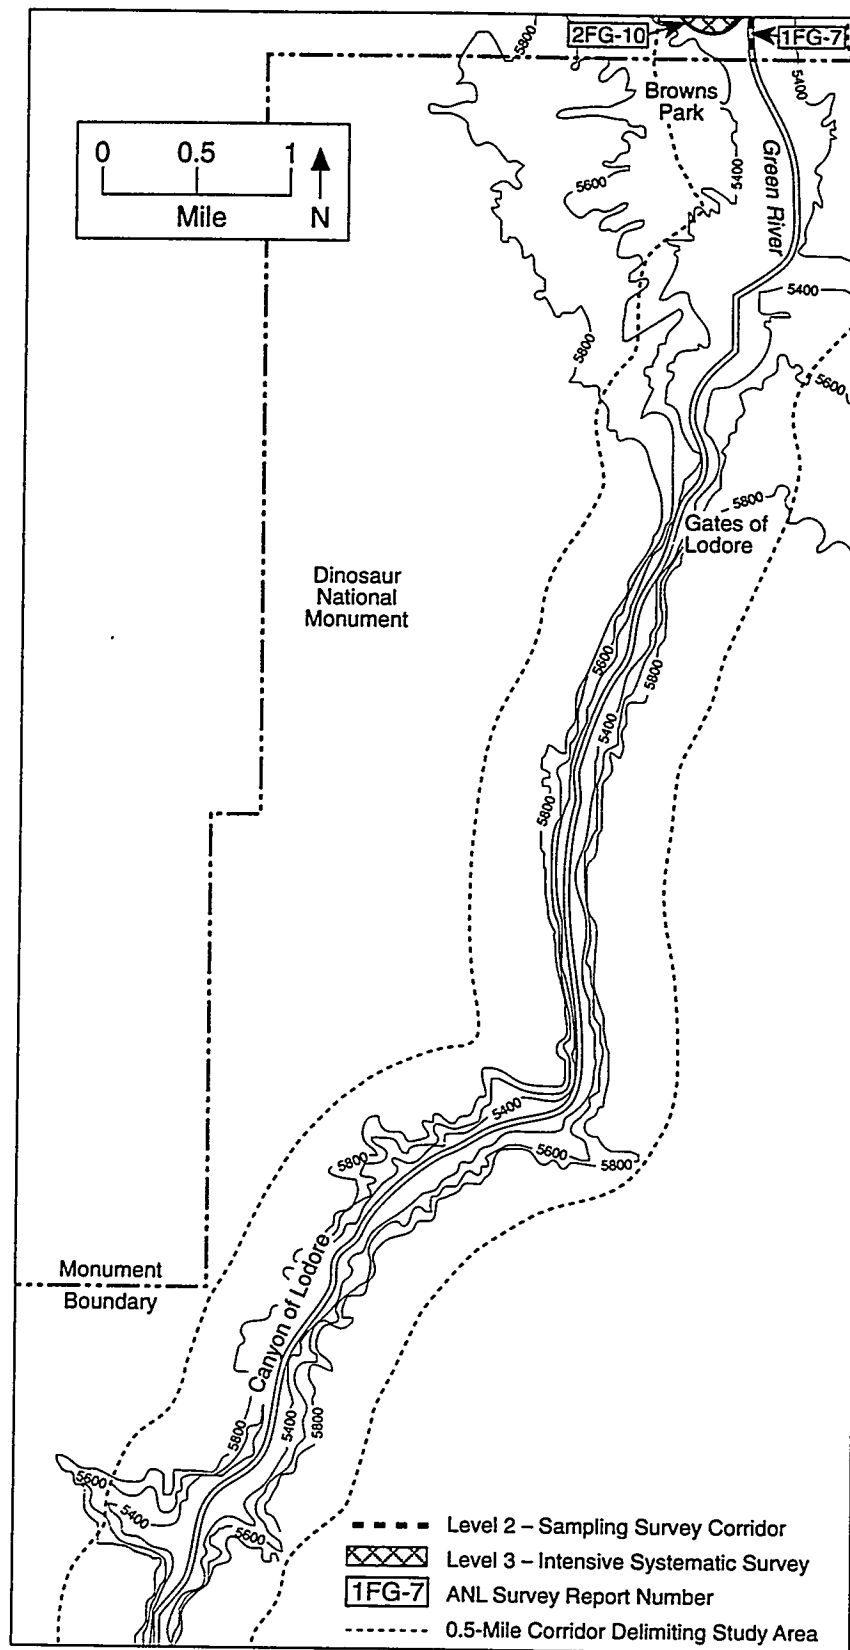 5800
2FG-10
1FG-7
Browns
Park
5400
5400
Green River
0 0.5 1
Mile
N
5600
5400
5800
5600
5800
Gates of
Lodore
Dinosaur
National
Monument
5600
5800
5400
5800
5400
5600
5800
5800
Monument
Boundary
Canyon of Lodore
5800
5400
5800
5600
5400
5600
Level 2 – Sampling Survey Corridor
Level 3 – Intensive Systematic Survey
1FG-7
ANL Survey Report Number
0.5-Mile Corridor Delimiting Study Area